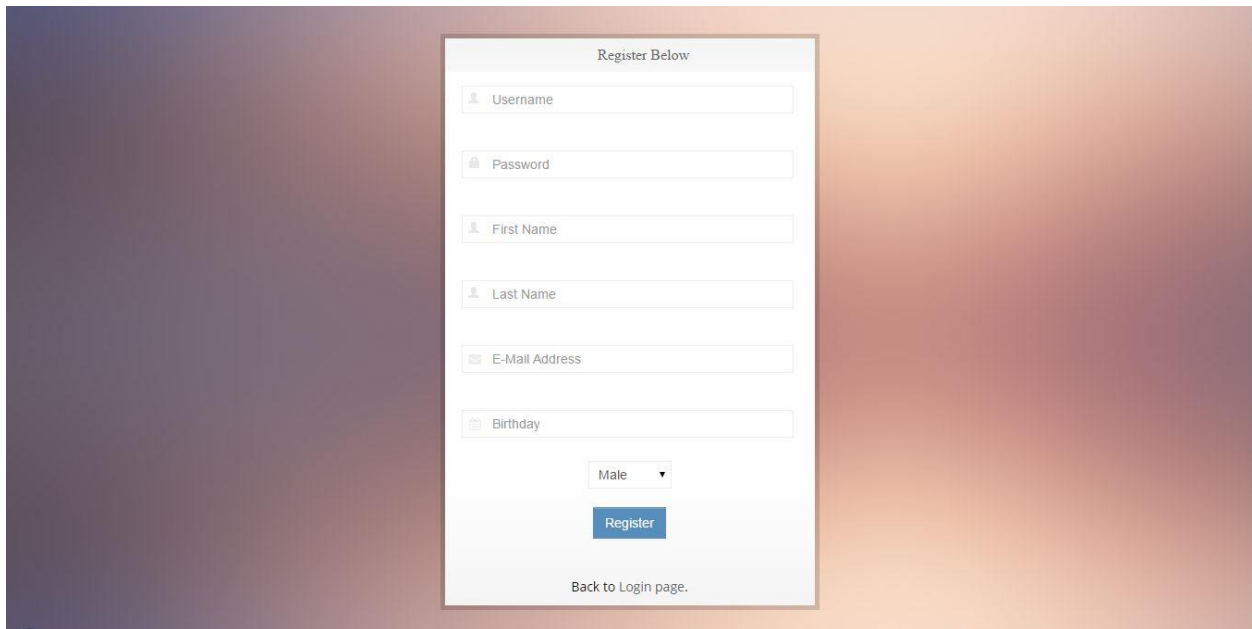 Register Below
Username
Password
First Name
Last Name
E-Mail Address
Birthday
Male
Register
Back to Login page.